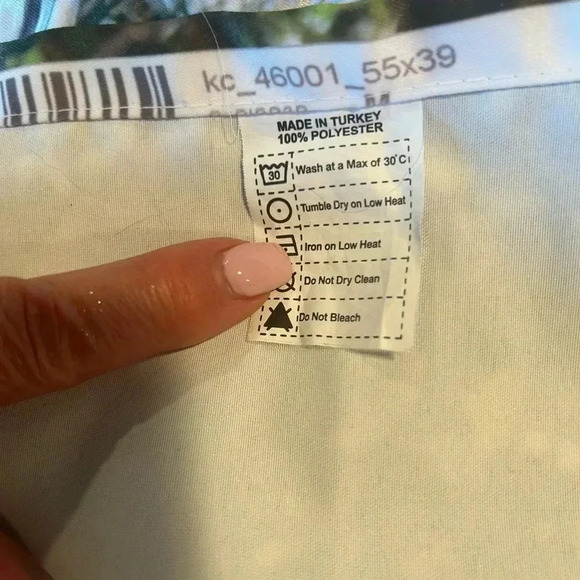 kc_46001_55x39
M
MADE IN TURKEY
100% POLYESTER
30 Wash at a Max of 30°C
Tumble Dry on Low Heat
Iron on Low Heat
Do Not Dry Clean
Do Not Bleach